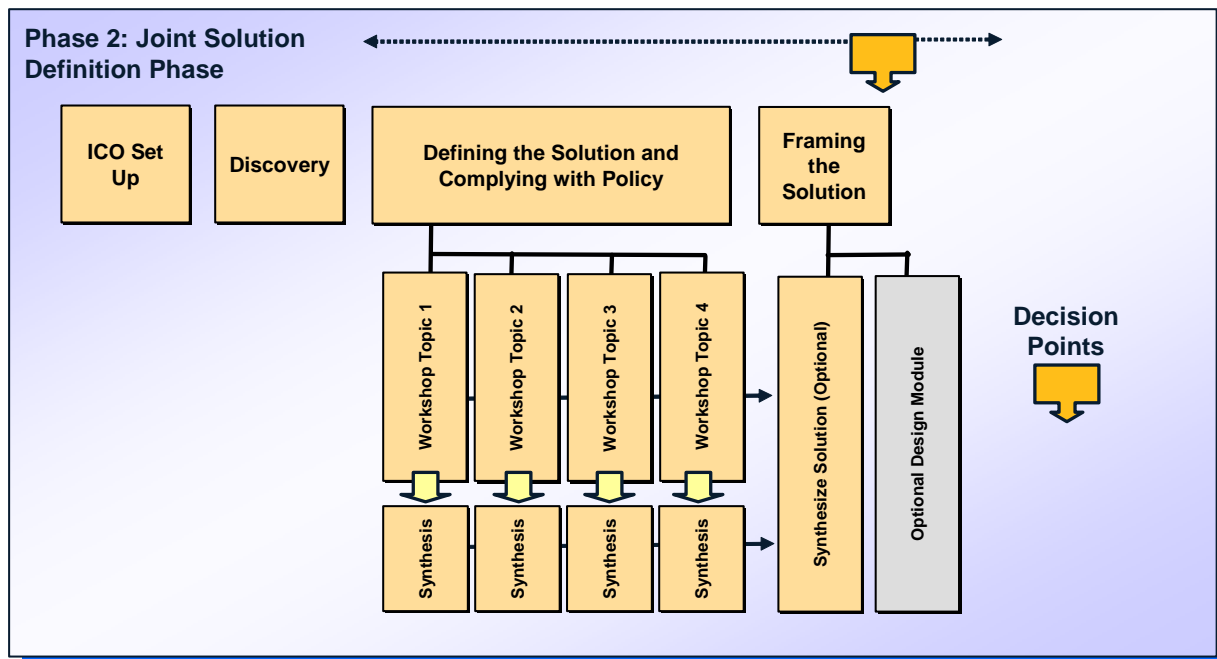 Phase 2: Joint Solution
Definition Phase
ICO Set
Up
Discovery
Defining the Solution and
Complying with Policy
Framing
the
Solution
Workshop Topic 1
Workshop Topic 2
Workshop Topic 3
Workshop Topic 4
Synthesis
Synthesis
Synthesis
Synthesis
Synthesize Solution (Optional)
Optional Design Module
Decision
Points